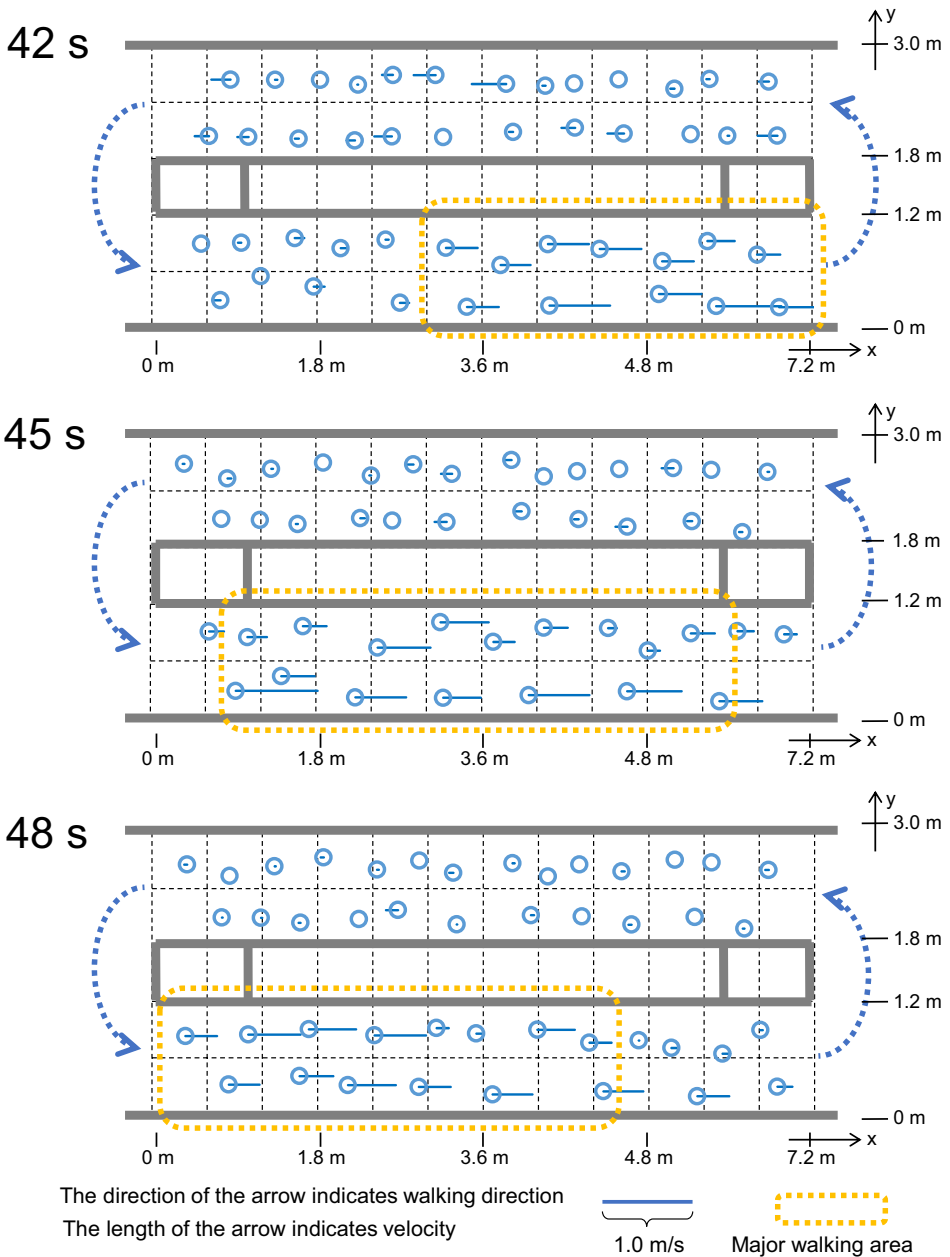 42 s
y
3.0 m
1.8 m
1.2 m
0 m
x
0 m
1.8 m
3.6 m
4.8 m
7.2 m
45 s
y
3.0 m
1.8 m
1.2 m
0 m
x
0 m
1.8 m
3.6 m
4.8 m
7.2 m
48 s
y
3.0 m
1.8 m
1.2 m
0 m
x
0 m
1.8 m
3.6 m
4.8 m
7.2 m
The direction of the arrow indicates walking direction
The length of the arrow indicates velocity
1.0 m/s
Major walking area